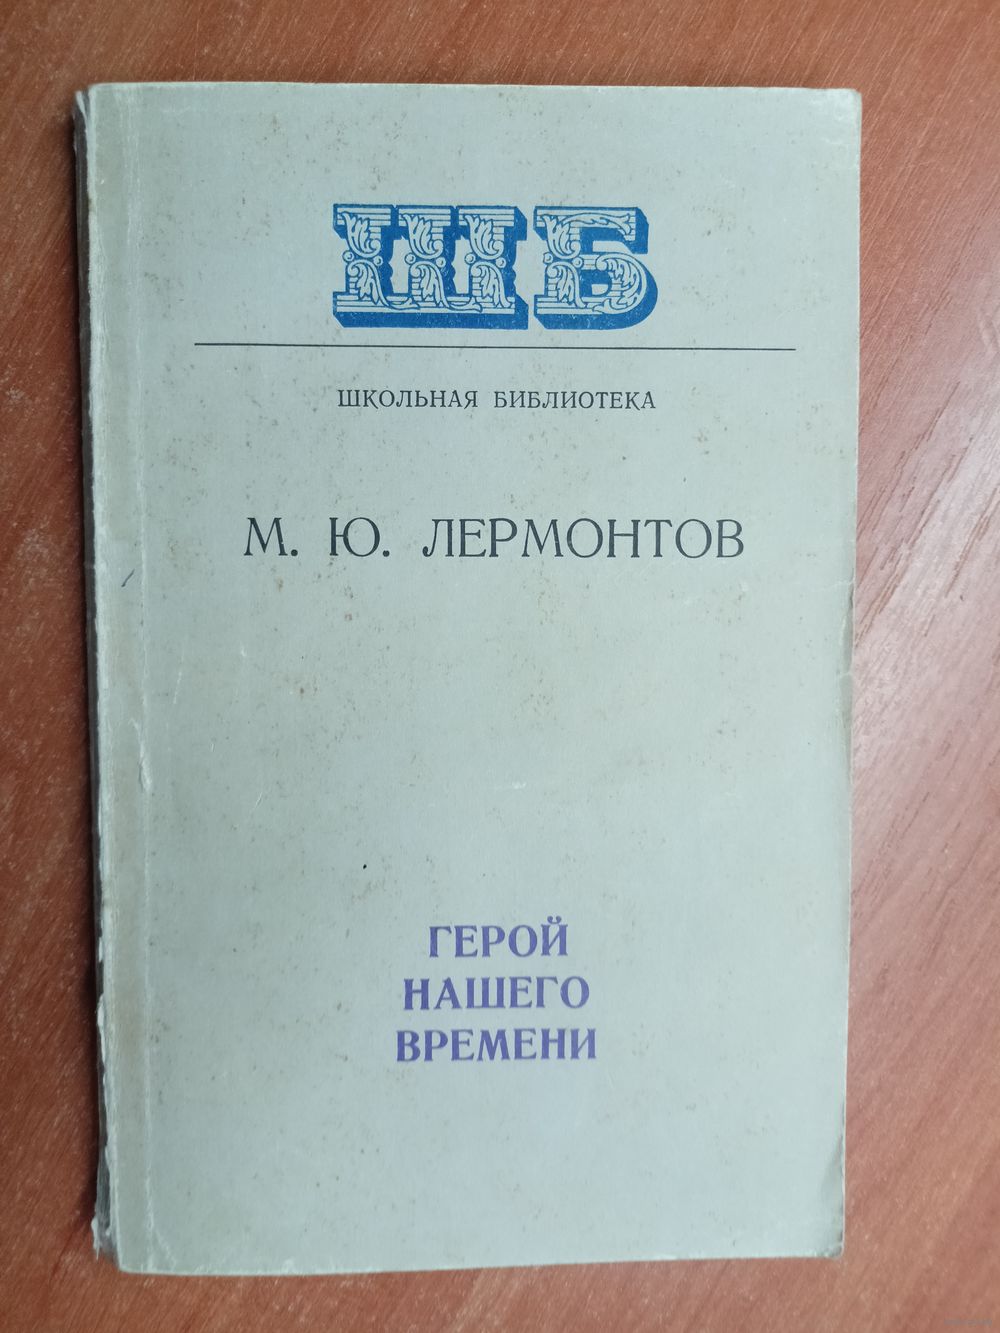 ШБ
ШКОЛЬНАЯ БИБЛИОТЕКА
М. Ю. ЛЕРМОНТОВ
ГЕРОЙ
НАШЕГО
ВРЕМЕНИ